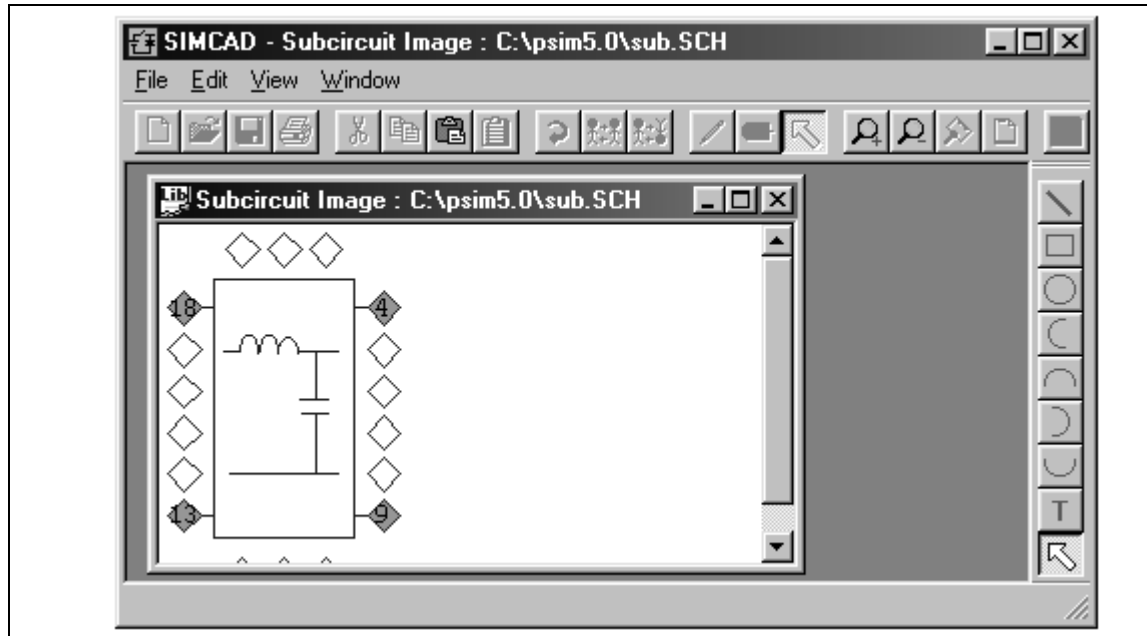 SIMCAD - Subcircuit Image : C:\psim5.0\sub.SCH
File Edit View Window
Subcircuit Image : C:\psim5.0\sub.SCH
18 4
13 9
T